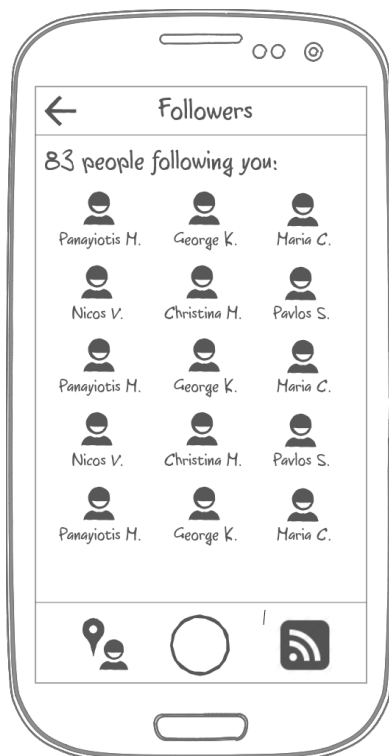 Followers
83 people following you:
Panayiotis M. George K. Maria C.
Nicos V. Christina M. Pavlos S.
Panayiotis M. George K. Maria C.
Nicos V. Christina M. Pavlos S.
Panayiotis M. George K. Maria C.